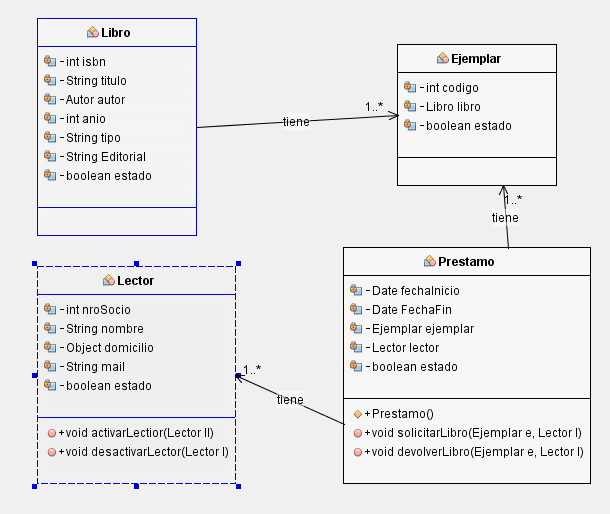 Libro
-int isbn
-String titulo
-Autor autor
-int anio
-String tipo
-String Editorial
-boolean estado
Ejemplar
-int codigo
-Libro libro
-boolean estado
1..*
tiene
1..*
tiene
Lector
-int nroSocio
-String nombre
-Object domicilio
-String mail
-boolean estado
+void activarLectior(Lector ll)
+void desactivarLector(Lector l)
1..*
tiene
Prestamo
-Date fechaInicio
-Date FechaFin
-Ejemplar ejemplar
-Lector lector
-boolean estado
+Prestamo()
+void solicitarLibro(Ejemplar e, Lector l)
+void devolverLibro(Ejemplar e, Lector l)